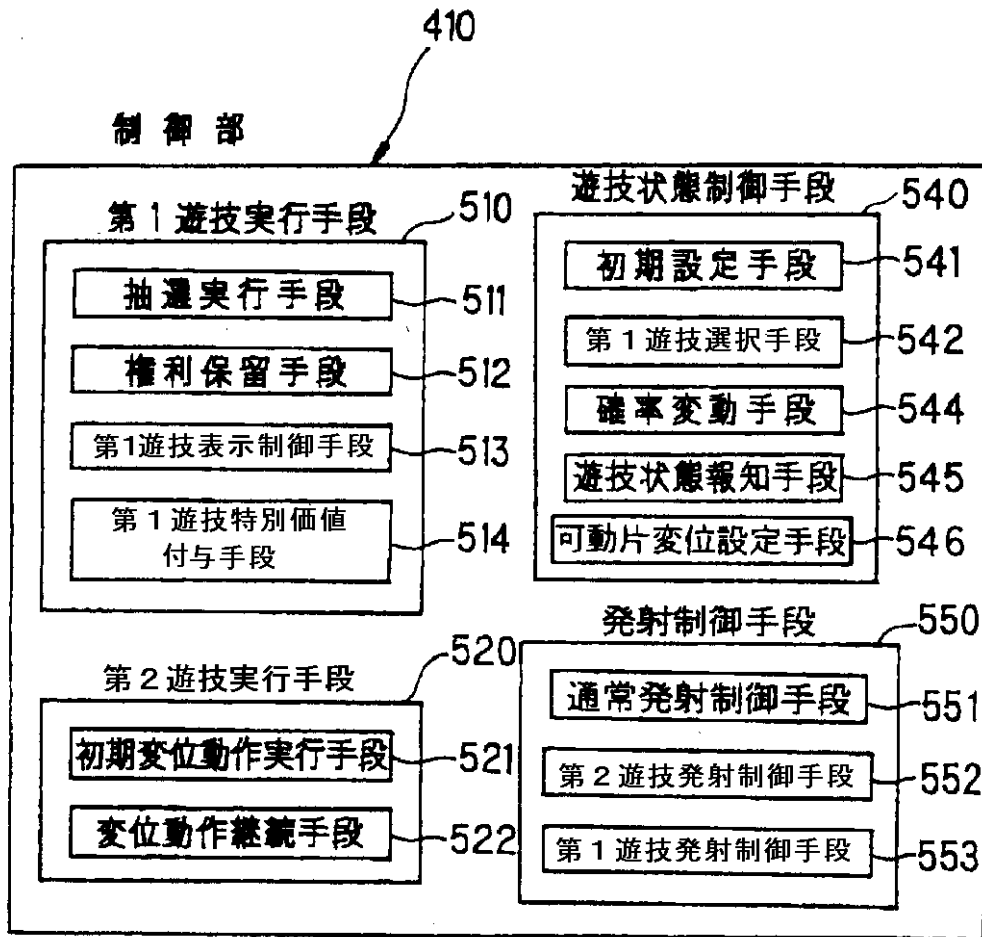 410
制御部
第1遊技実行手段
510
抽選実行手段
511
権利保留手段
512
第1遊技表示制御手段
513
第1遊技特別価値
付与手段
514
第2遊技実行手段
520
初期変位動作実行手段
521
変位動作継続手段
522
遊技状態制御手段
540
初期設定手段
541
第1遊技選択手段
542
確率変動手段
544
遊技状態報知手段
545
可動片変位設定手段
546
発射制御手段
550
通常発射制御手段
551
第2遊技発射制御手段
552
第1遊技発射制御手段
553